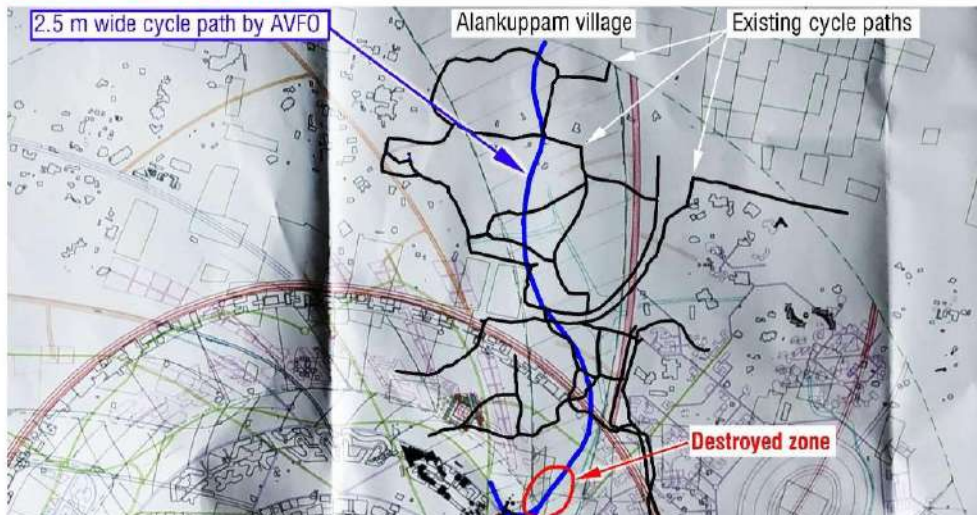 2.5 m wide cycle path by AVFO
Alankuppam village
Existing cycle paths
Destroyed zone